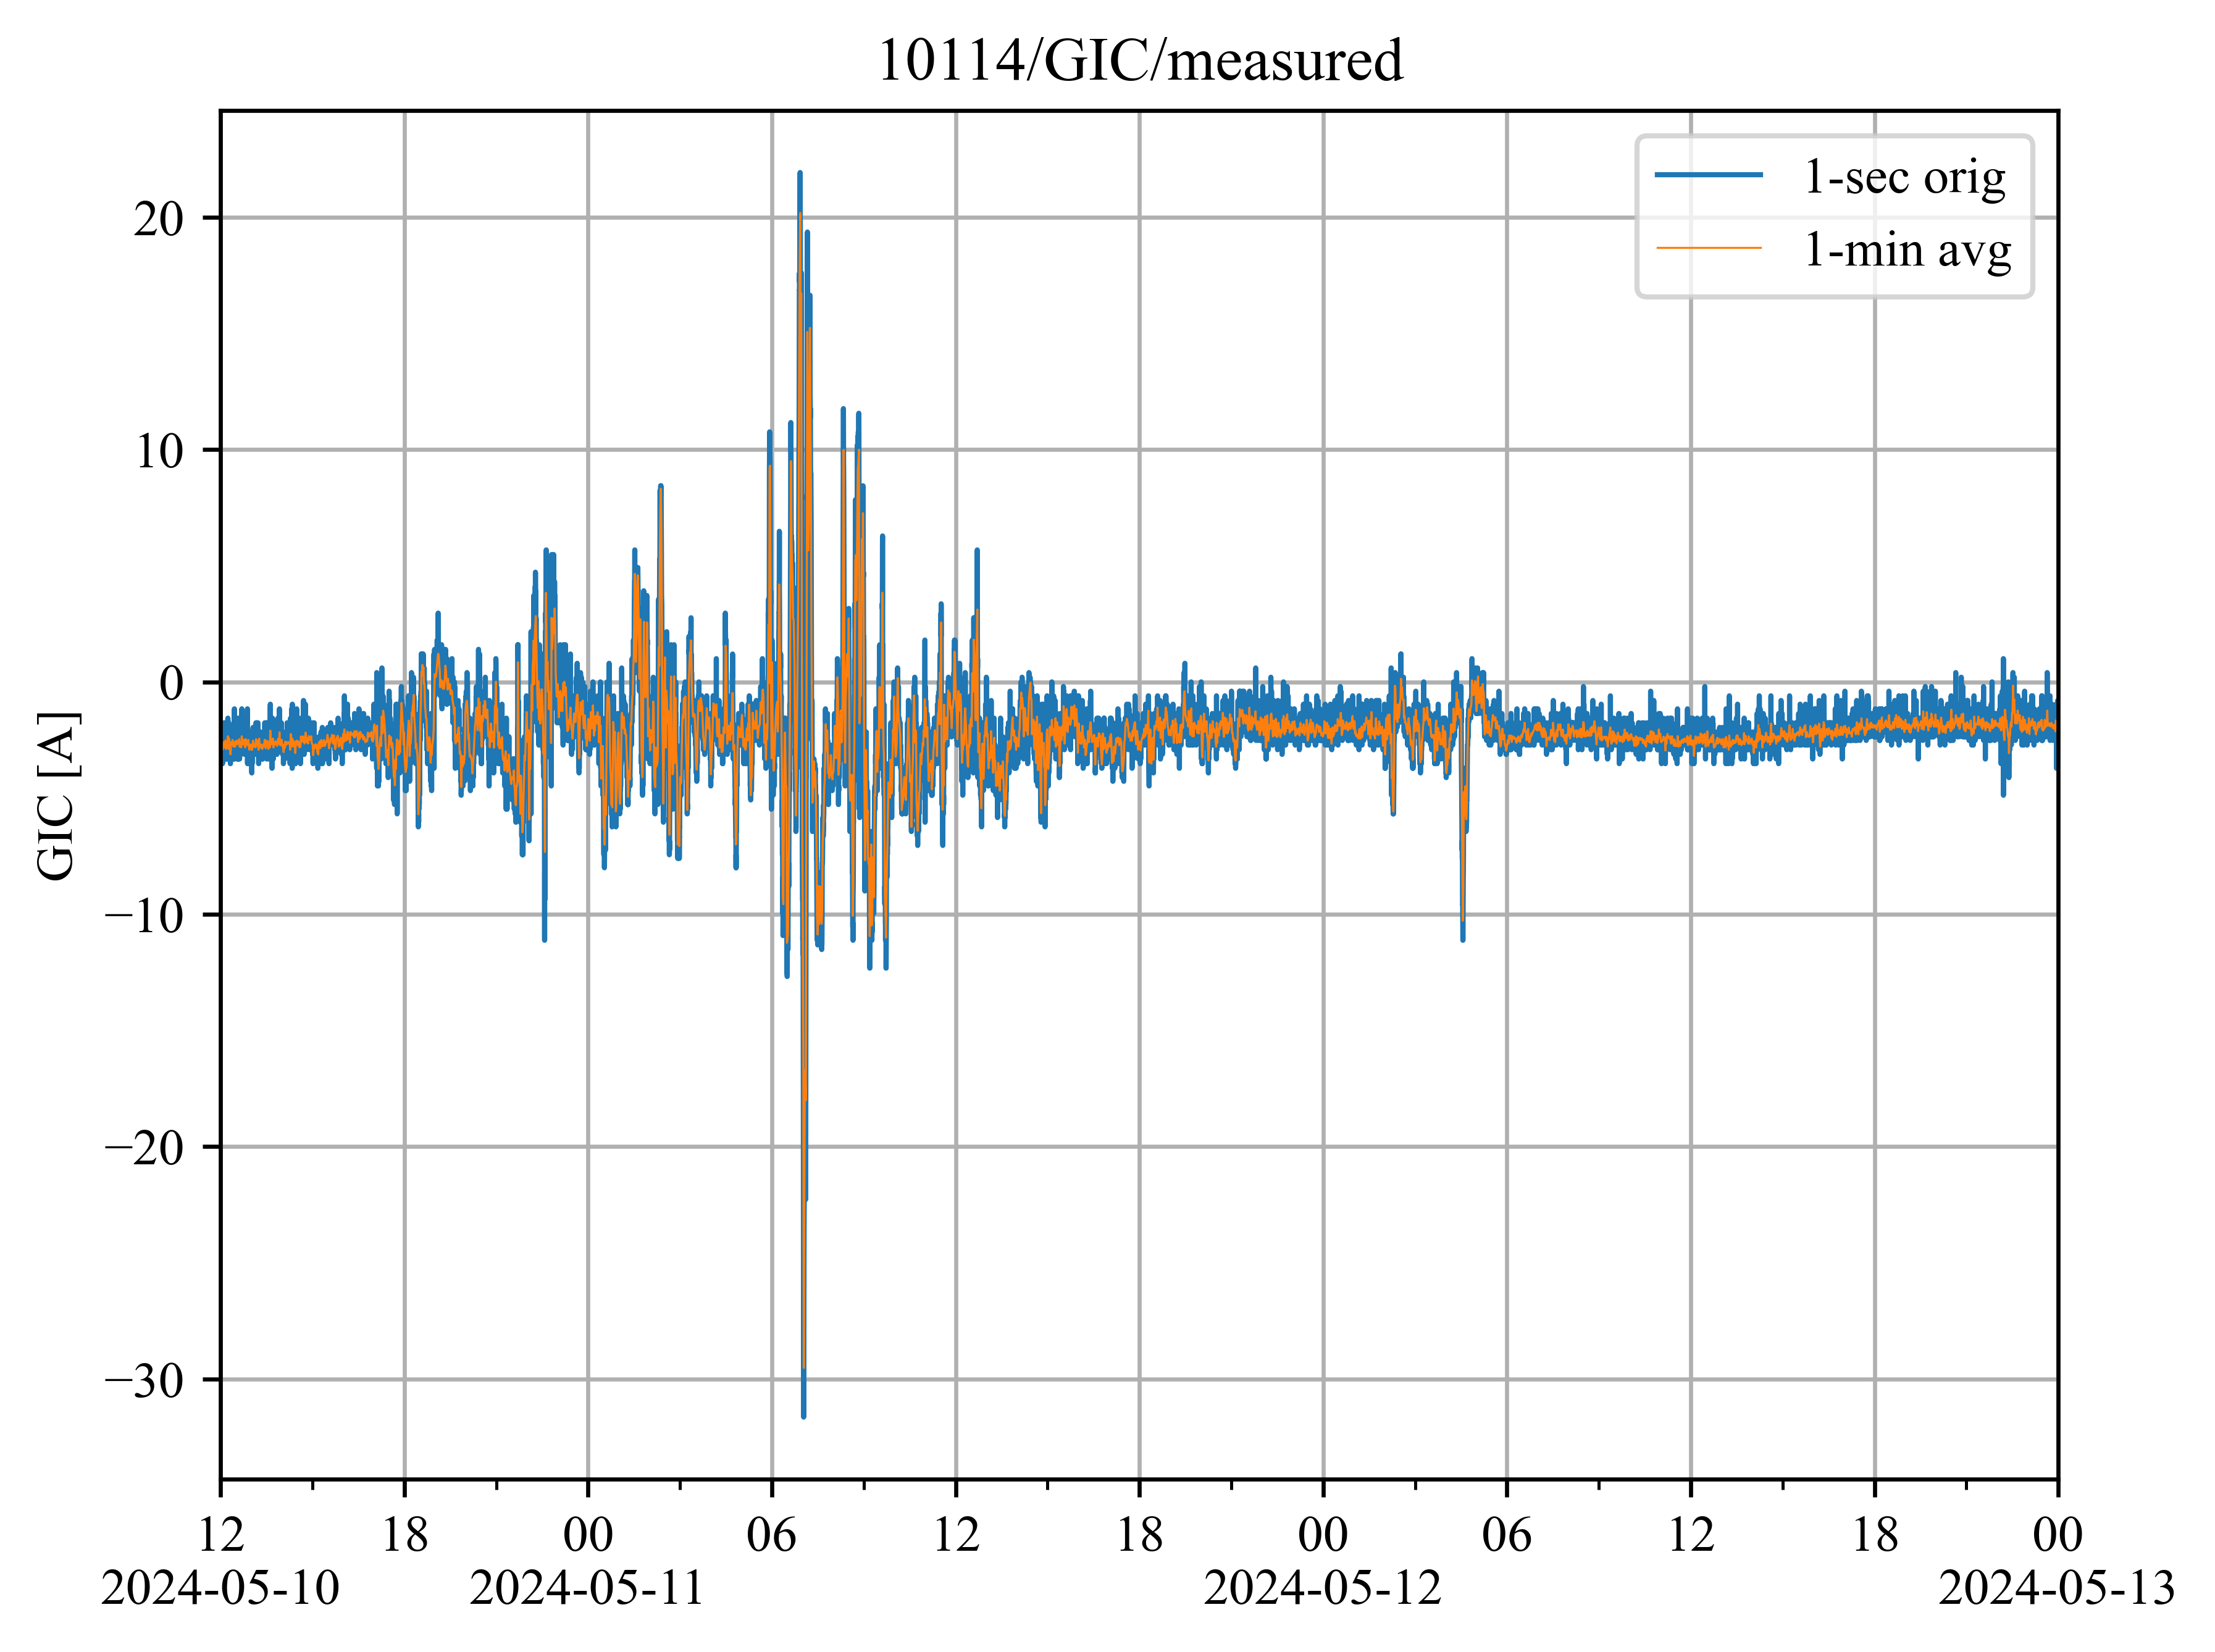 10114/GIC/measured
1-sec orig
1-min avg
GIC [A]
20
10
0
−10
−20
−30
12 18 00 06 12 18 00 06 12 18 00
2024-05-10 2024-05-11 2024-05-12 2024-05-13